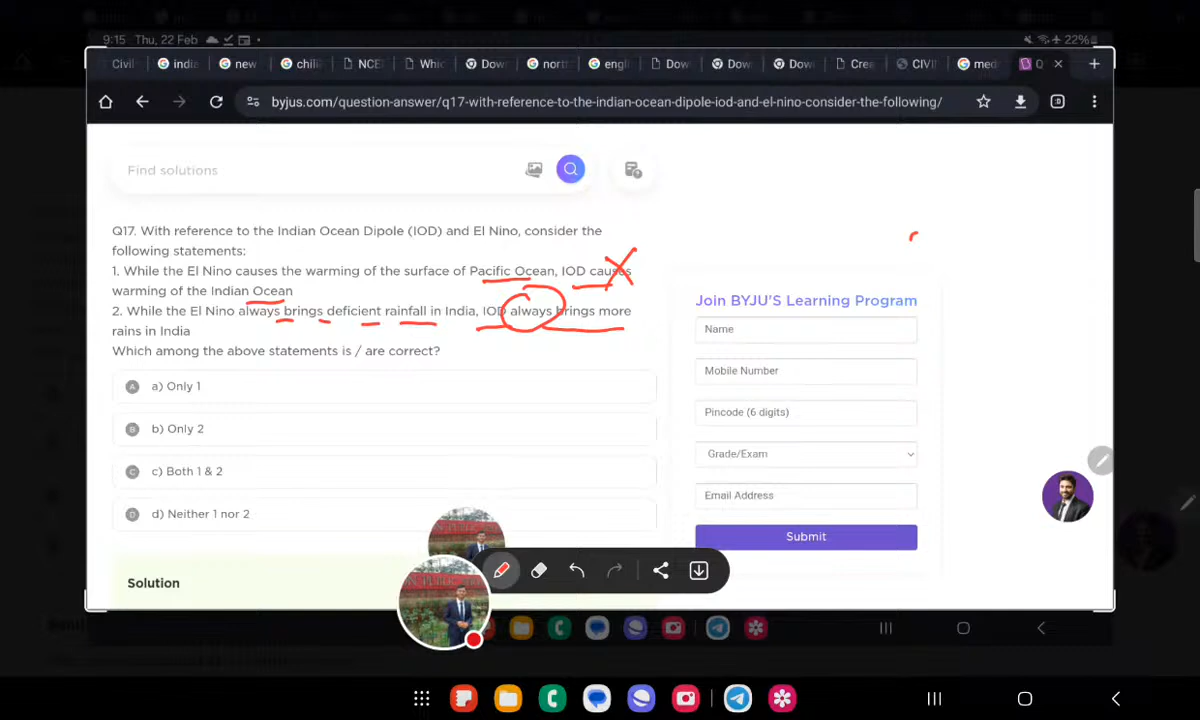 9:15 Thu, 22 Feb
22%
Civil
india
new
chili
NCE
Whic
Dow
nort
engl
Dow
Dow
Dow
Crea
CIVI
med
Q
byjus.com/question-answer/q17-with-reference-to-the-indian-ocean-dipole-iod-and-el-nino-consider-the-following/
Find solutions
Q17. With reference to the Indian Ocean Dipole (IOD) and El Nino, consider the
following statements:
1. While the El Nino causes the warming of the surface of Pacific Ocean, IOD causes
warming of the Indian Ocean
2. While the El Nino always brings deficient rainfall in India, IOD always brings more
rains in India
Which among the above statements is / are correct?
A a) Only 1
B b) Only 2
C c) Both 1 & 2
D d) Neither 1 nor 2
Solution
Join BYJU'S Learning Program
Name
Mobile Number
Pincode (6 digits)
Grade/Exam
Email Address
Submit